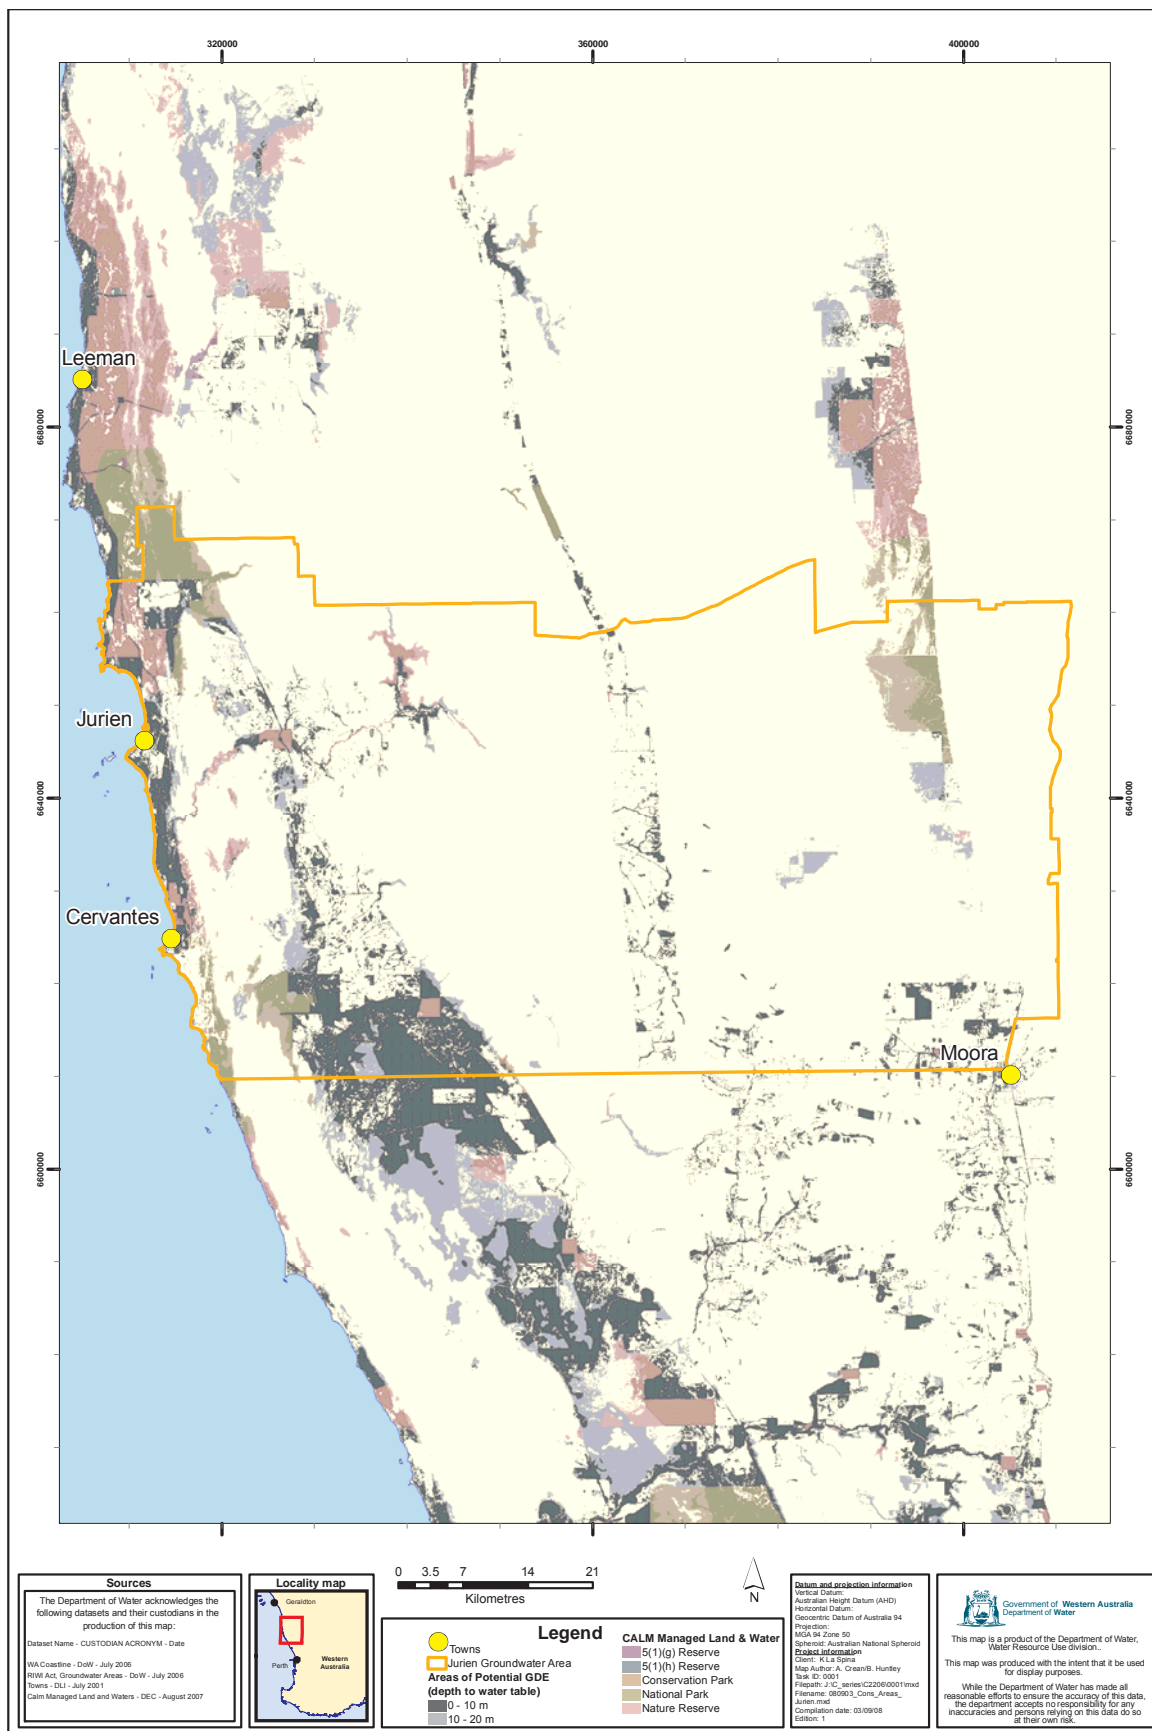 320000
360000
400000
Leeman
6680000
6680000
Jurien
6640000
6640000
Cervantes
Moora
6600000
6600000
Sources
The Department of Water acknowledges the
following datasets and their custodians in the
production of this map:
Dataset Name - CUSTODIAN ACRONYM - Date
WA Coastline - DoW - July 2006
RIWI Act, Groundwater Areas - DoW - July 2006
Towns - DLI - July 2001
Calm Managed Land and Waters - DEC - August 2007
Locality map
Geraldton
Perth
Western
Australia
0 3.5 7 14 21
Kilometres
N
Legend
Towns
Jurien Groundwater Area
Areas of Potential GDE
(depth to water table)
0 - 10 m
10 - 20 m
CALM Managed Land & Water
5(1)(g) Reserve
5(1)(h) Reserve
Conservation Park
National Park
Nature Reserve
Datum and projection information
Vertical Datum:
Australian Height Datum (AHD)
Horizontal Datum:
Geocentric Datum of Australia 94
Projection:
MGA 94 Zone 50
Spheroid: Australian National Spheroid
Project information
Client: K La Spina
Map Author: A. Crean/B. Huntley
Task ID: 0001
Filepath: J:\C_series\C2206\0001\mxd
Filename: 080903_Cons_Areas_
Jurien.mxd
Compilation date: 03/09/08
Edition: 1
Government of Western Australia
Department of Water
This map is a product of the Department of Water,
Water Resource Use division..
This map was produced with the intent that it be used
for display purposes.
While the Department of Water has made all
reasonable efforts to ensure the accuracy of this data,
the department accepts no responsibility for any
inaccuracies and persons relying on this data do so
at their own risk.